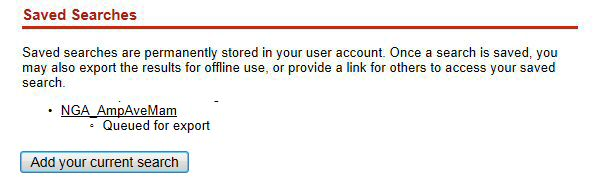 Saved Searches
Saved searches are permanently stored in your user account. Once a search is saved, you
may also export the results for offline use, or provide a link for others to access your saved
search.
• NGA_AmpAveMam
◦ Queued for export
Add your current search